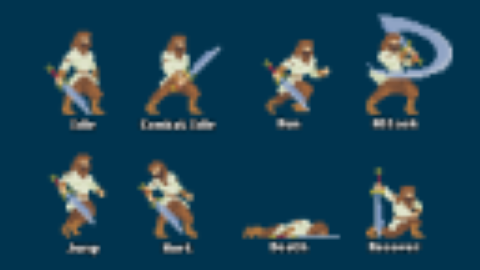 Idle
Combat Idle
Run
Attack
Jump
Hurt
Death
Recover